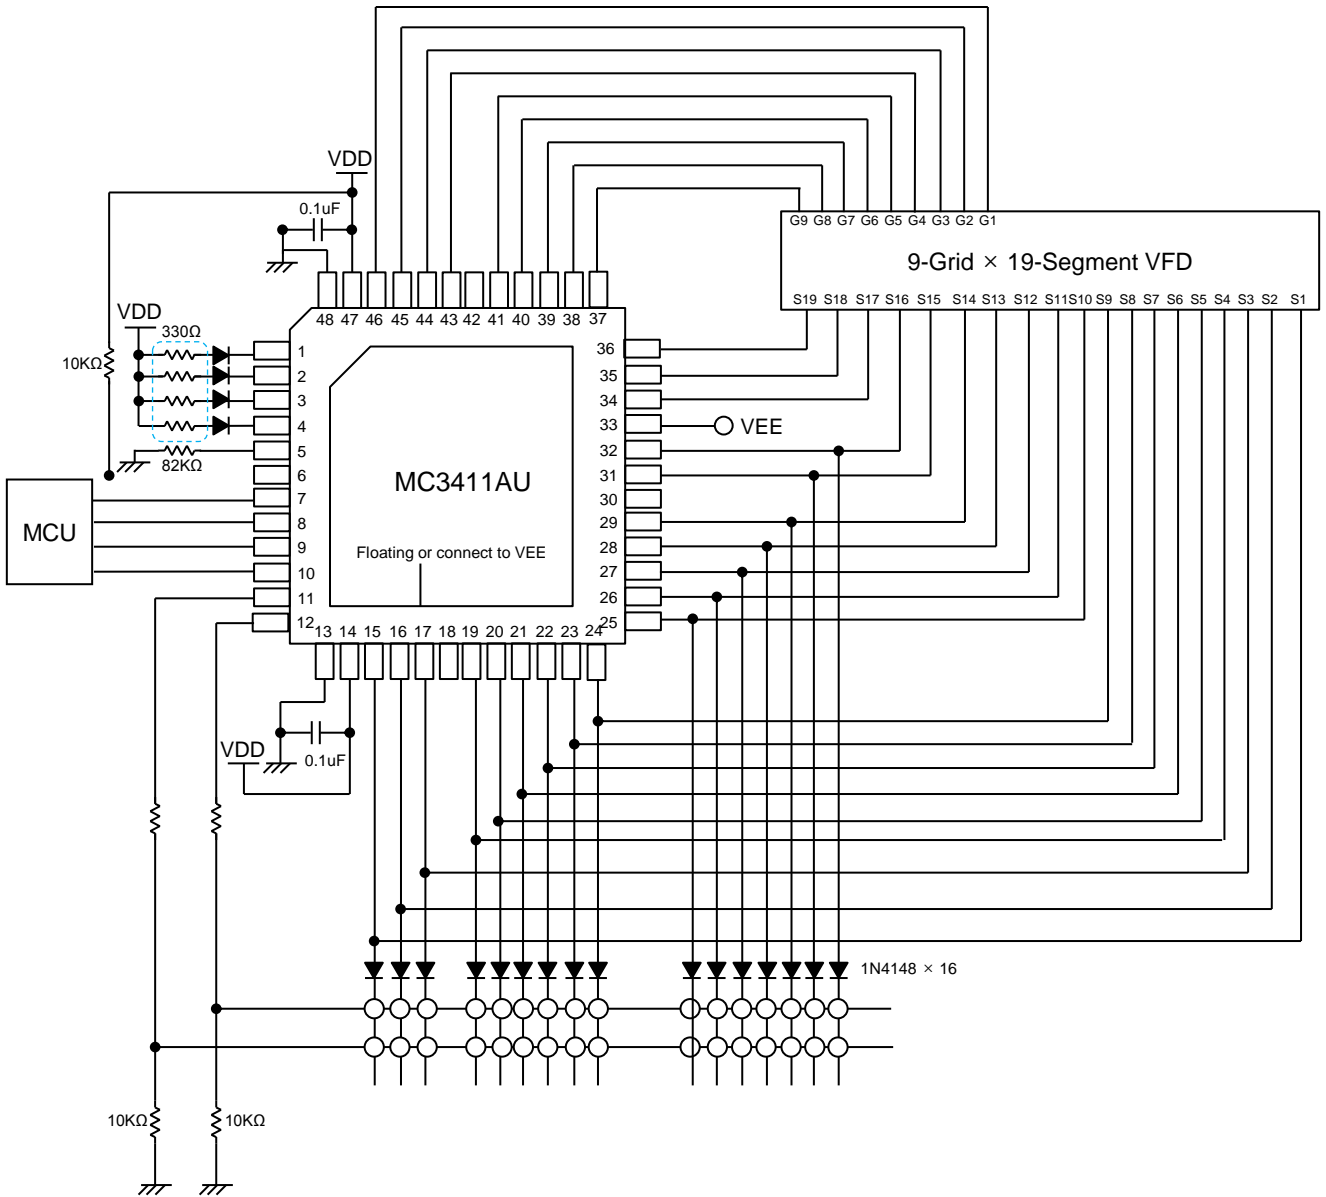 VDD
0.1uF
G9 G8 G7 G6 G5 G4 G3 G2 G1
9-Grid × 19-Segment VFD
S19 S18 S17 S16 S15 S14 S13 S12 S11 S10 S9 S8 S7 S6 S5 S4 S3 S2 S1
48 47 46 45 44 43 42 41 40 39 38 37
VDD
330Ω
10KΩ
82KΩ
1
2
3
4
5
6
7
8
9
10
11
12
MCU
MC3411AU
Floating or connect to VEE
36
35
34
33
32
31
30
29
28
27
26
25
VEE
13 14 15 16 17 18 19 20 21 22 23 24
VDD
0.1uF
1N4148 × 16
10KΩ
10KΩ